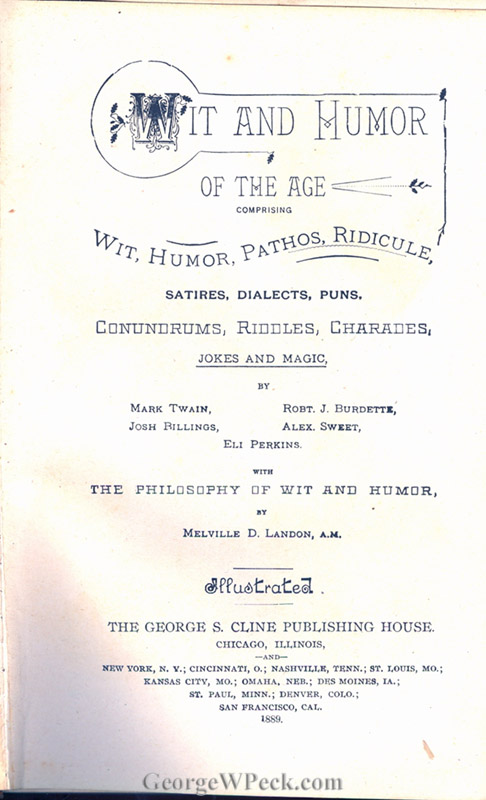 WIT AND HUMOR
OF THE AGE
COMPRISING
WIT, HUMOR, PATHOS, RIDICULE,
SATIRES, DIALECTS, PUNS,
CONUNDRUMS, RIDDLES, CHARADES,
JOKES AND MAGIC,
BY
MARK TWAIN, ROBT. J. BURDETTE,
JOSH BILLINGS, ALEX. SWEET,
ELI PERKINS.
WITH
THE PHILOSOPHY OF WIT AND HUMOR,
BY
MELVILLE D. LANDON, A.M.
Illustrated.
THE GEORGE S. CLINE PUBLISHING HOUSE.
CHICAGO, ILLINOIS,
—AND—
NEW YORK, N. Y.; CINCINNATI, O.; NASHVILLE, TENN.; ST. LOUIS, MO.;
KANSAS CITY, MO.; OMAHA, NEB.; DES MOINES, IA.;
ST. PAUL, MINN.; DENVER, COLO.;
SAN FRANCISCO, CAL.
1889.
GeorgeWPeck.com